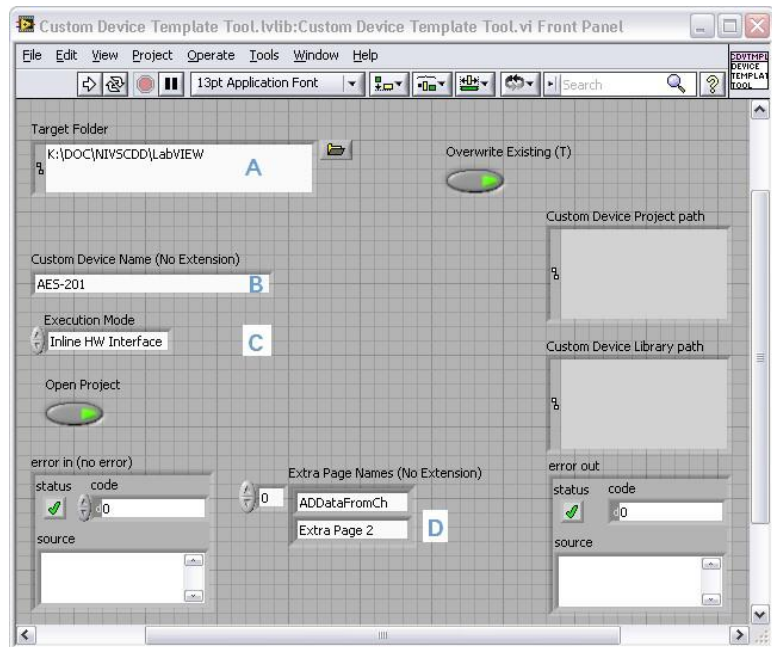 Custom Device Template Tool.lvlib:Custom Device Template Tool.vi Front Panel
File Edit View Project Operate Tools Window Help
13pt Application Font
Search
DEVICE
TEMPLAT
TOOL
Target Folder
K:\DOC\NIVSCDD\LabVIEW
A
Overwrite Existing (T)
Custom Device Project path
Custom Device Name (No Extension)
AES-201
B
Execution Mode
Inline HW Interface
C
Custom Device Library path
Open Project
error in (no error)
status code
0
source
Extra Page Names (No Extension)
0
ADDataFromCh
Extra Page 2
D
error out
status code
0
source